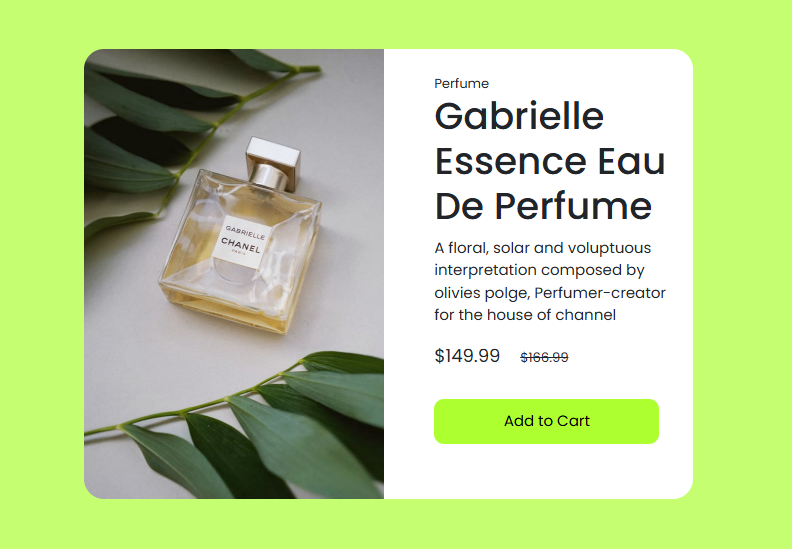 GABRIELLE
CHANEL
PARIS
Perfume
Gabrielle
Essence Eau
De Perfume
A floral, solar and voluptuous
interpretation composed by
olivies polge, Perfumer-creator
for the house of channel
$149.99 $166.99
Add to Cart